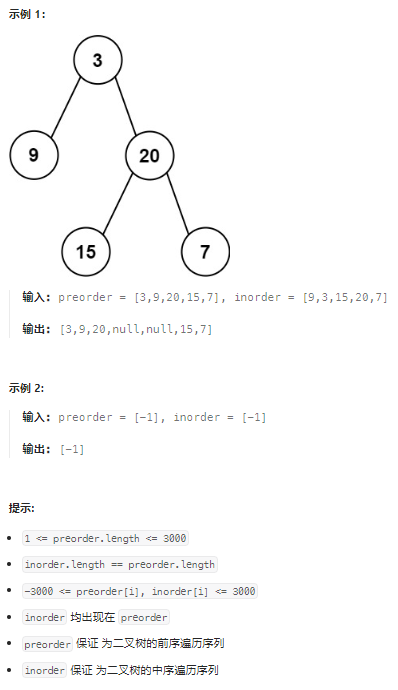 示例 1:
3
9
20
15
7
输入: preorder = [3,9,20,15,7], inorder = [9,3,15,20,7]
输出: [3,9,20,null,null,15,7]
示例 2:
输入: preorder = [-1], inorder = [-1]
输出: [-1]
提示:
1 <= preorder.length <= 3000
inorder.length == preorder.length
-3000 <= preorder[i], inorder[i] <= 3000
inorder 均出现在 preorder
preorder 保证 为二叉树的前序遍历序列
inorder 保证 为二叉树的中序遍历序列